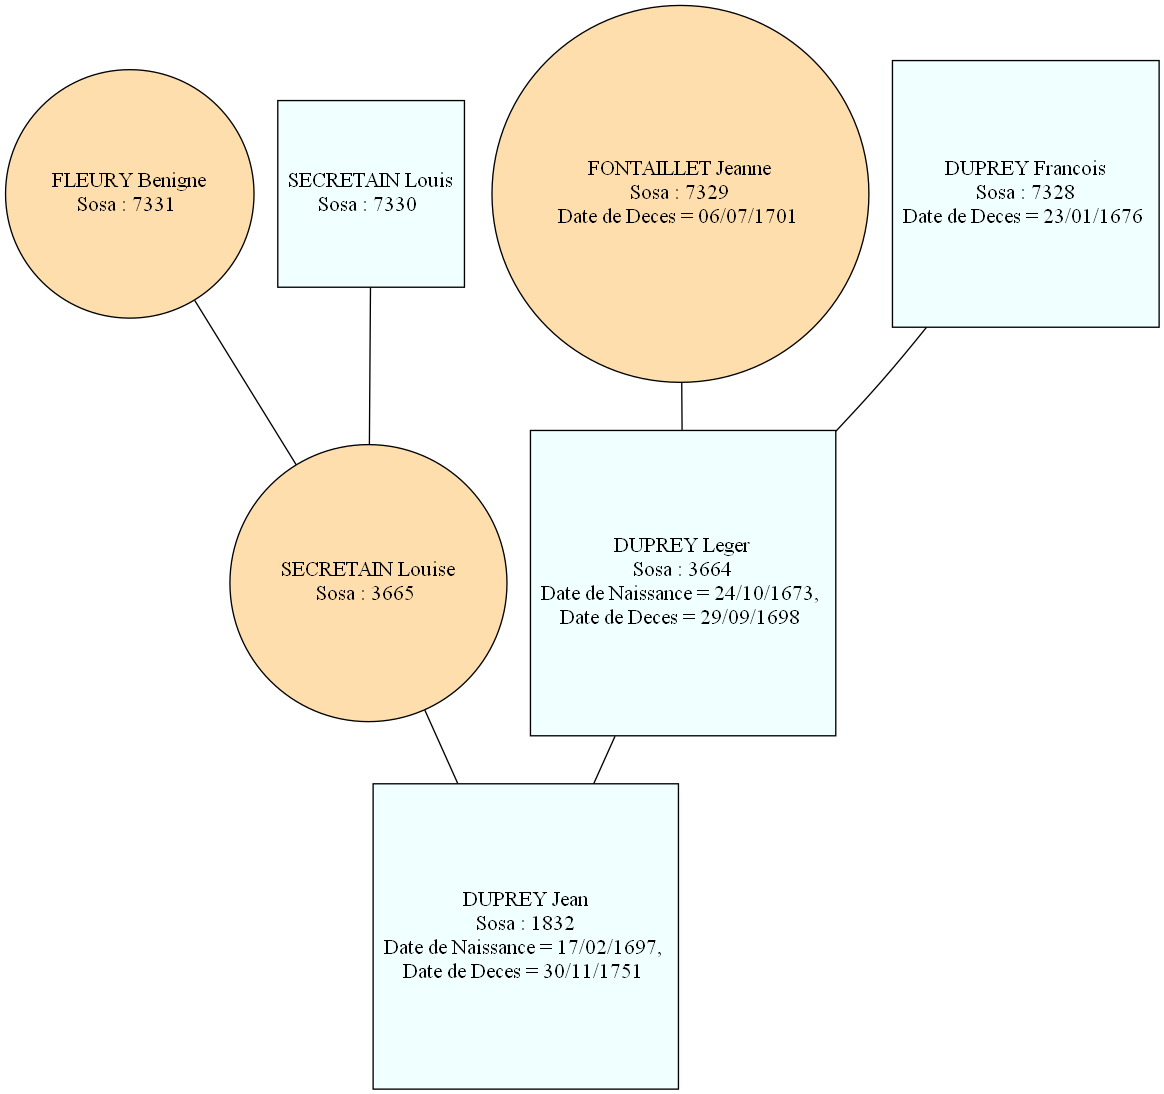 FLEURY Benigne
Sosa : 7331
SECRETAIN Louis
Sosa : 7330
FONTAILLET Jeanne
Sosa : 7329
Date de Deces = 06/07/1701
DUPREY Francois
Sosa : 7328
Date de Deces = 23/01/1676
SECRETAIN Louise
Sosa : 3665
DUPREY Leger
Sosa : 3664
Date de Naissance = 24/10/1673,
Date de Deces = 29/09/1698
DUPREY Jean
Sosa : 1832
Date de Naissance = 17/02/1697,
Date de Deces = 30/11/1751